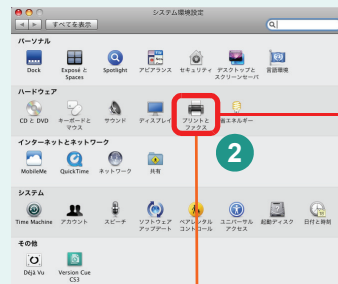 システム環境設定
すべてを表示
パーソナル
Dock Exposé と Spotlight アピアランス セキュリティ デスクトップと 言語環境
Spaces スクリーンセーバ
ハードウェア
CD と DVD キーボードと サウンド ディスプレイ プリントと 省エネルギー
マウス ファクス
2
インターネットとネットワーク
MobileMe QuickTime ネットワーク 共有
システム
Time Machine アカウント スピーチ ソフトウェア ペアレンタル ユニバーサル 起動ディスク 日付と時刻
アップデート コントロール アクセス
その他
Déjà Vu Version Cue
CS3